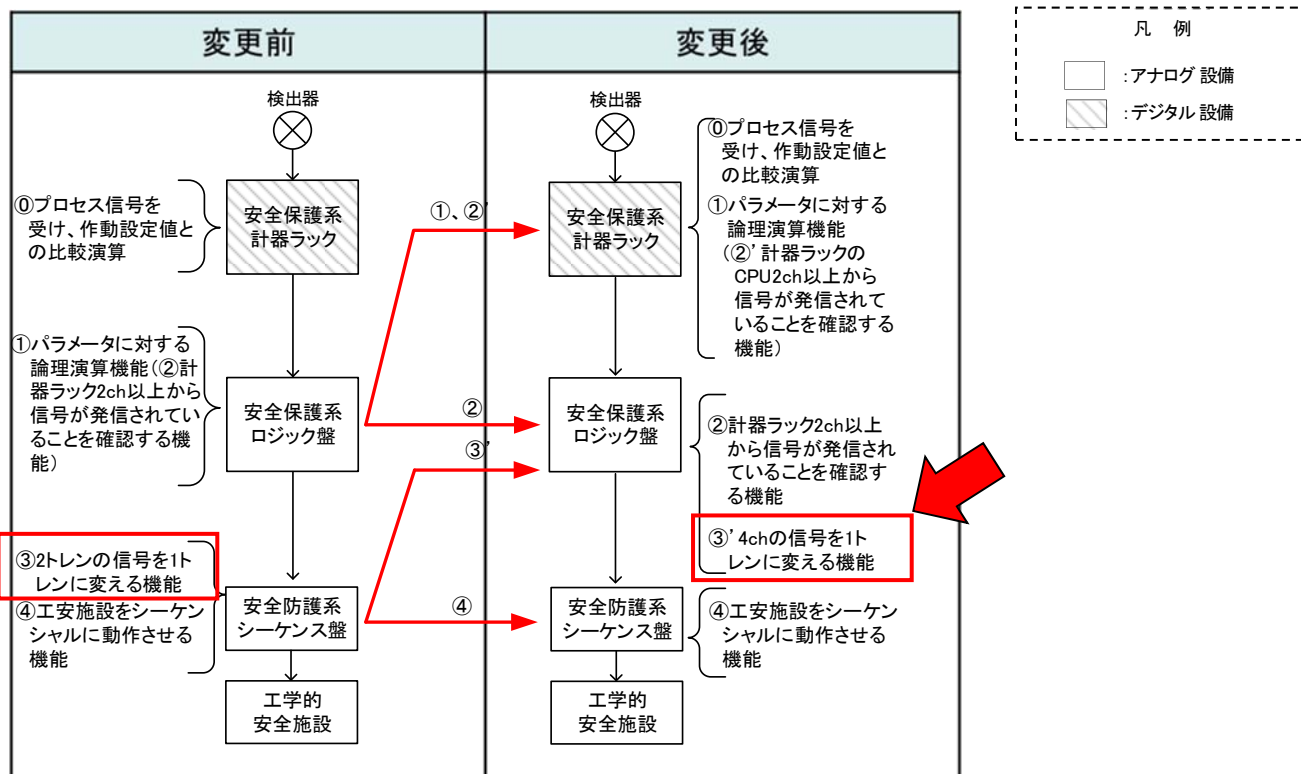 変更前
変更後
検出器
⓪プロセス信号を
受け、作動設定値と
の比較演算
安全保護系
計器ラック
①パラメータに対する
論理演算機能(②計
器ラック2ch以上から
信号が発信されてい
ることを確認する機
能)
安全保護系
ロジック盤
③2トレンの信号を1ト
レンに変える機能
④工安施設をシーケン
シャルに動作させる
機能
安全防護系
シーケンス盤
工学的
安全施設
①、②'
②
③'
④
検出器
⓪プロセス信号を
受け、作動設定値と
の比較演算
①パラメータに対する
論理演算機能
(②'計器ラックの
CPU2ch以上から
信号が発信されて
いることを確認する
機能)
安全保護系
計器ラック
安全保護系
ロジック盤
②計器ラック2ch以上
から信号が発信され
ていることを確認す
る機能
③'4chの信号を1ト
レンに変える機能
安全防護系
シーケンス盤
④工安施設をシーケン
シャルに動作させる
機能
工学的
安全施設
凡 例
:アナログ設備
:デジタル設備